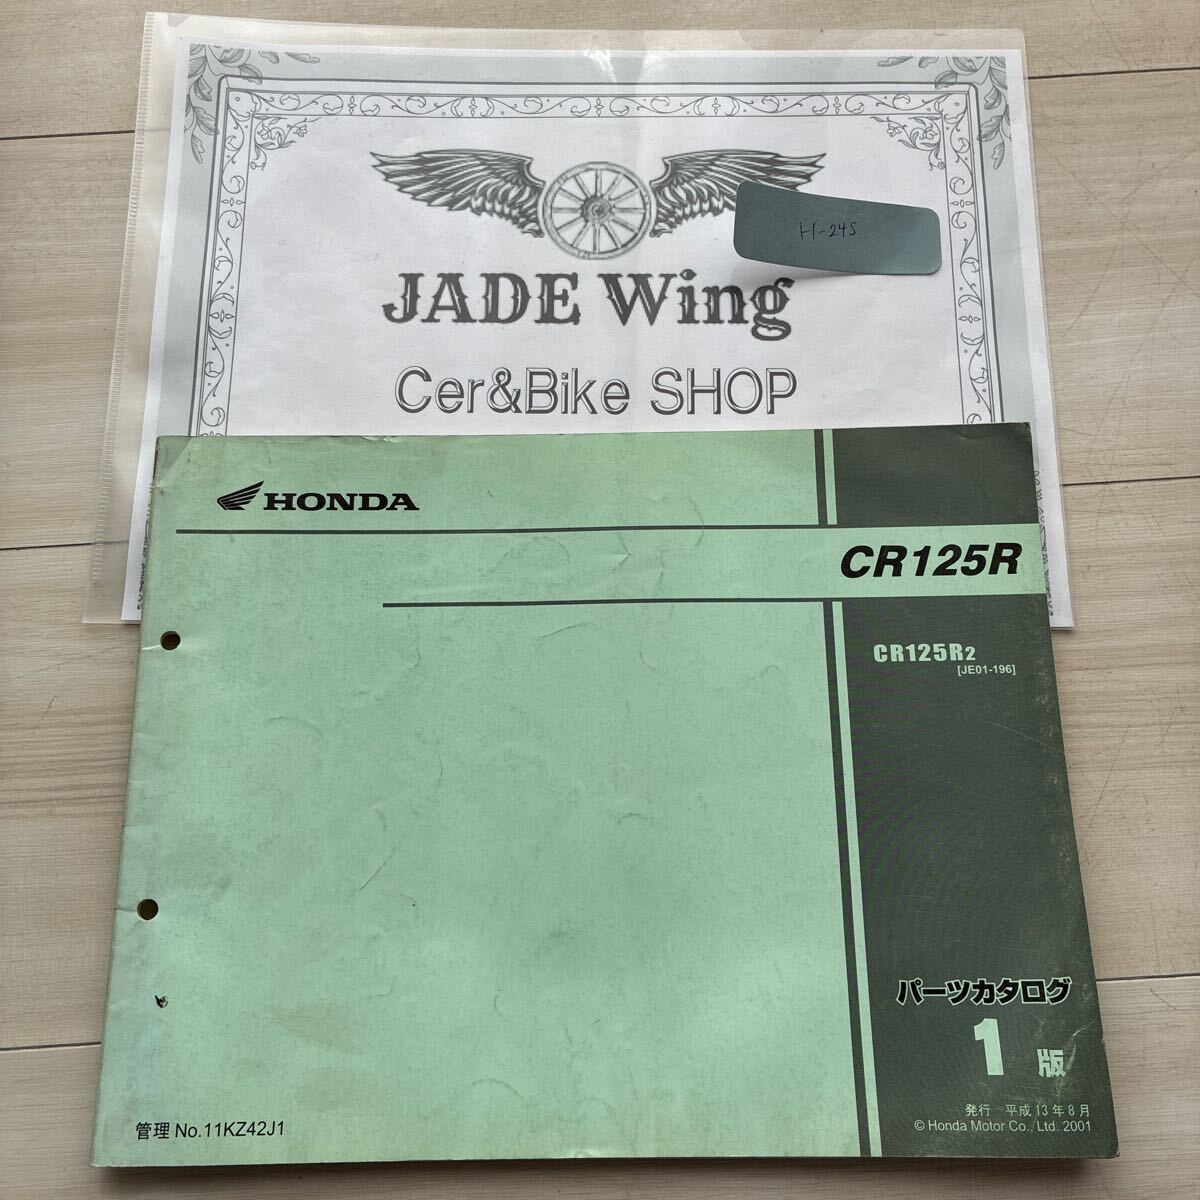 H-245
JADE Wing
Cer&Bike SHOP
HONDA
CR125R
CR125R2
[JE01-196]
パーツカタログ
1 版
発行 平成13年8月
© Honda Motor Co., Ltd. 2001
管理 No.11KZ42J1